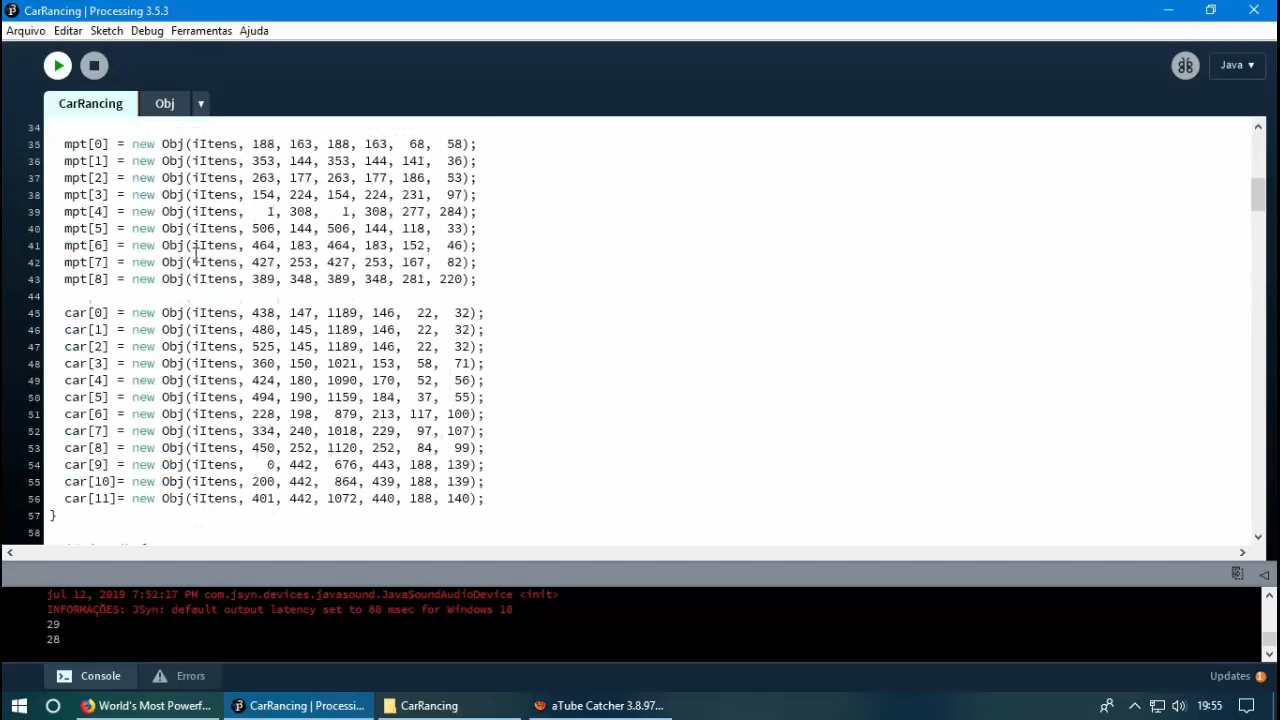 CarRancing | Processing 3.5.3
Arquivo Editar Sketch Debug Ferramentas Ajuda
Java ▾
CarRancing Obj ▾
34
35 mpt[0] = new Obj(iItens, 188, 163, 188, 163, 68, 58);
36 mpt[1] = new Obj(iItens, 353, 144, 353, 144, 141, 36);
37 mpt[2] = new Obj(iItens, 263, 177, 263, 177, 186, 53);
38 mpt[3] = new Obj(iItens, 154, 224, 154, 224, 231, 97);
39 mpt[4] = new Obj(iItens, 1, 308, 1, 308, 277, 284);
40 mpt[5] = new Obj(iItens, 506, 144, 506, 144, 118, 33);
41 mpt[6] = new Obj(iItens, 464, 183, 464, 183, 152, 46);
42 mpt[7] = new Obj(iItens, 427, 253, 427, 253, 167, 82);
43 mpt[8] = new Obj(iItens, 389, 348, 389, 348, 281, 220);
44
45 car[0] = new Obj(iItens, 438, 147, 1189, 146, 22, 32);
46 car[1] = new Obj(iItens, 480, 145, 1189, 146, 22, 32);
47 car[2] = new Obj(iItens, 525, 145, 1189, 146, 22, 32);
48 car[3] = new Obj(iItens, 360, 150, 1021, 153, 58, 71);
49 car[4] = new Obj(iItens, 424, 180, 1090, 170, 52, 56);
50 car[5] = new Obj(iItens, 494, 190, 1159, 184, 37, 55);
51 car[6] = new Obj(iItens, 228, 198, 879, 213, 117, 100);
52 car[7] = new Obj(iItens, 334, 240, 1018, 229, 97, 107);
53 car[8] = new Obj(iItens, 450, 252, 1120, 252, 84, 99);
54 car[9] = new Obj(iItens, 0, 442, 676, 443, 188, 139);
55 car[10]= new Obj(iItens, 200, 442, 864, 439, 188, 139);
56 car[11]= new Obj(iItens, 401, 442, 1072, 440, 188, 140);
57 }
58
jul 12, 2019 7:52:17 PM com.jsyn.devices.javasound.JavaSoundAudioDevice <init>
INFORMAÇÕES: JSyn: default output latency set to 80 msec for Windows 10
29
28
Console Errors Updates 1
World's Most Powerf... CarRancing | Processi... CarRancing aTube Catcher 3.8.97... 19:55